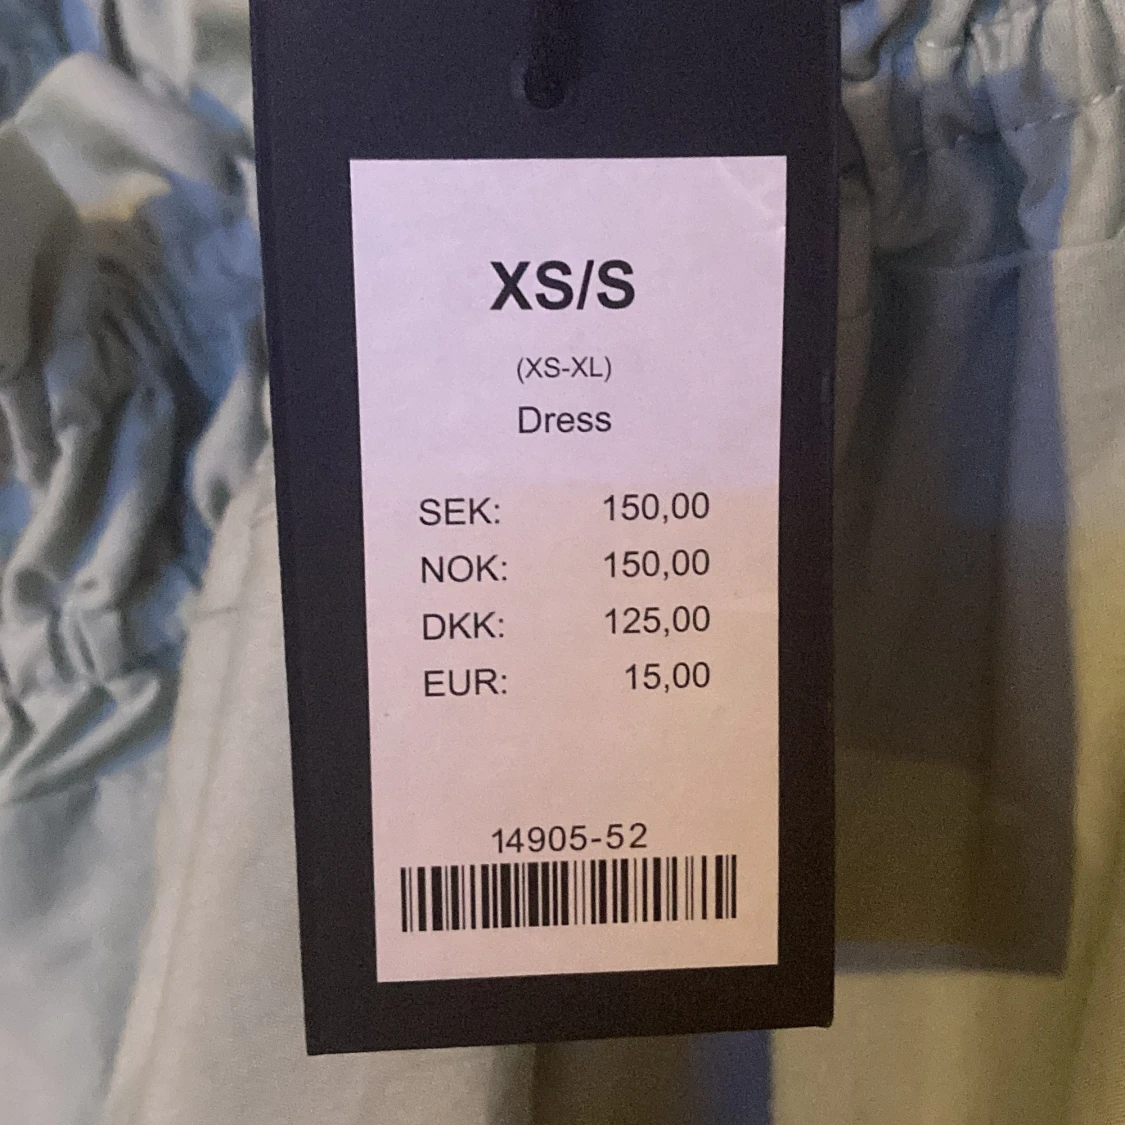 XS/S
(XS-XL)
Dress
SEK: 150,00
NOK: 150,00
DKK: 125,00
EUR: 15,00
14905-52